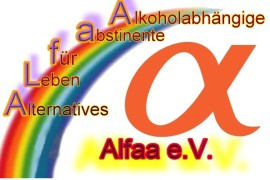 Alkoholabhängige
abstinente
für
Leben
Alternatives
α
Alfaa e.V.